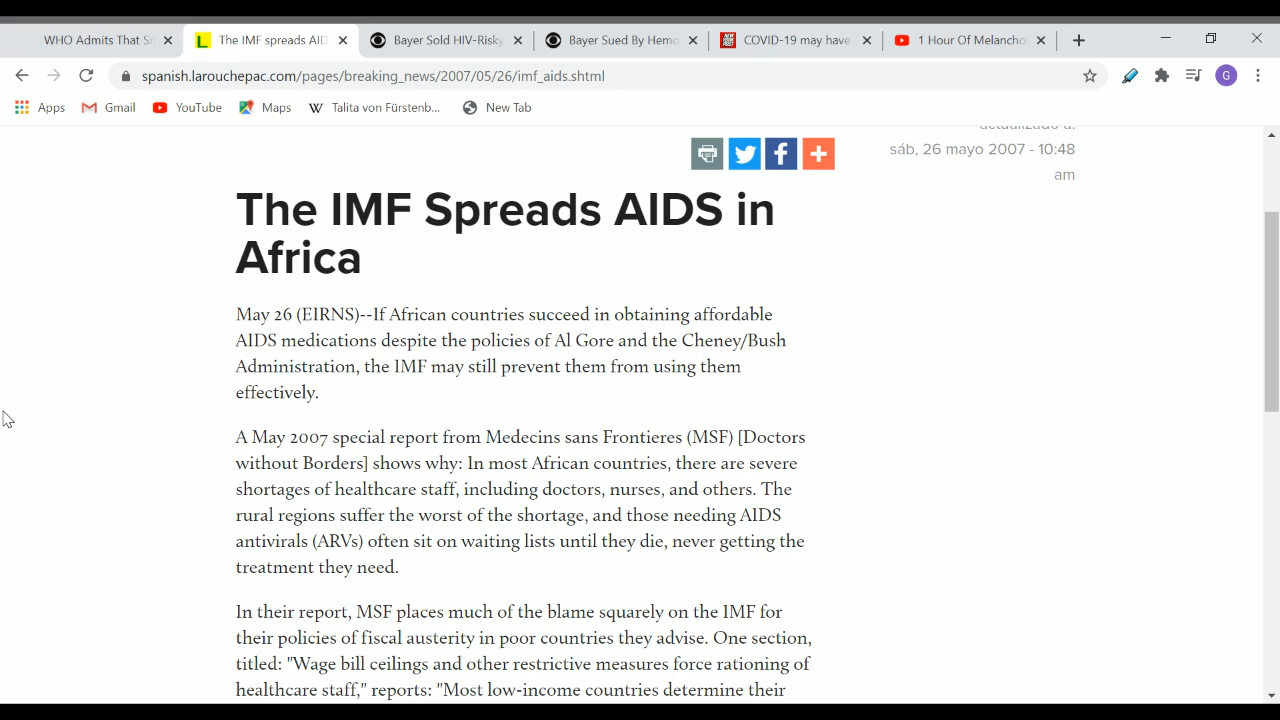 WHO Admits That Sm
The IMF spreads AID
Bayer Sold HIV-Risky
Bayer Sued By Hemo
COVID-19 may have
1 Hour Of Melancho
spanish.larouchepac.com/pages/breaking_news/2007/05/26/imf_aids.shtml
G
Apps
Gmail
YouTube
Maps
W
Talita von Fürstenb...
New Tab
actualizado a:
sáb, 26 mayo 2007 - 10:48
am
The IMF Spreads AIDS in
Africa
May 26 (EIRNS)--If African countries succeed in obtaining affordable
AIDS medications despite the policies of Al Gore and the Cheney/Bush
Administration, the IMF may still prevent them from using them
effectively.
A May 2007 special report from Medecins sans Frontieres (MSF) [Doctors
without Borders] shows why: In most African countries, there are severe
shortages of healthcare staff, including doctors, nurses, and others. The
rural regions suffer the worst of the shortage, and those needing AIDS
antivirals (ARVs) often sit on waiting lists until they die, never getting the
treatment they need.
In their report, MSF places much of the blame squarely on the IMF for
their policies of fiscal austerity in poor countries they advise. One section,
titled: "Wage bill ceilings and other restrictive measures force rationing of
healthcare staff," reports: "Most low-income countries determine their